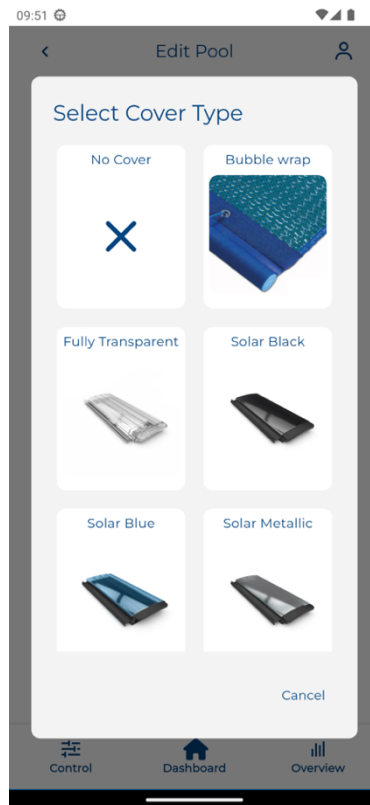 09:51
Edit Pool
Select Cover Type
No Cover
Bubble wrap
Fully Transparent
Solar Black
Solar Blue
Solar Metallic
Cancel
Control
Dashboard
Overview